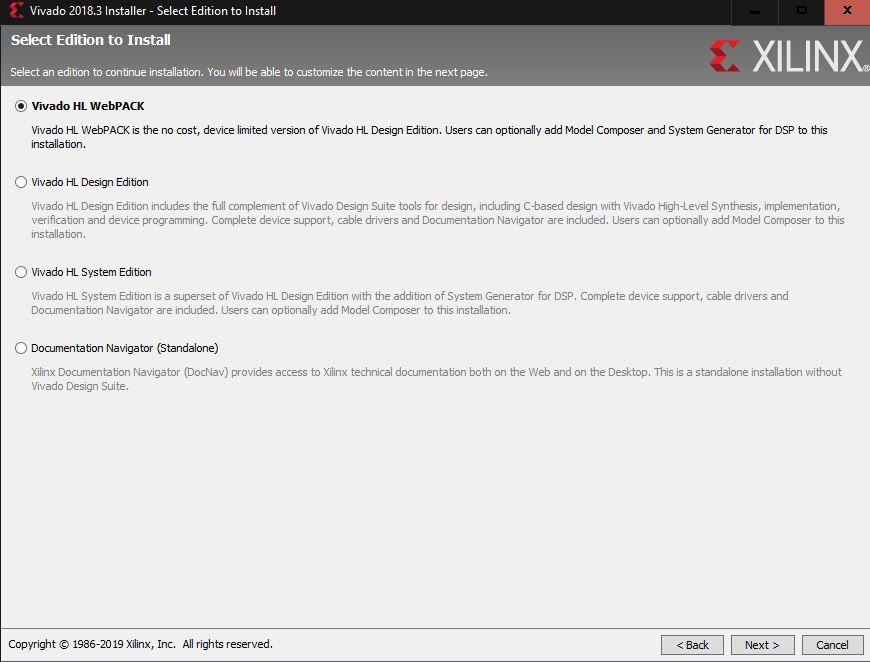 Vivado 2018.3 Installer - Select Edition to Install
Select Edition to Install
Select an edition to continue installation. You will be able to customize the content in the next page.
XILINX®
Vivado HL WebPACK
Vivado HL WebPACK is the no cost, device limited version of Vivado HL Design Edition. Users can optionally add Model Composer and System Generator for DSP to this
installation.
Vivado HL Design Edition
Vivado HL Design Edition includes the full complement of Vivado Design Suite tools for design, including C-based design with Vivado High-Level Synthesis, implementation,
verification and device programming. Complete device support, cable drivers and Documentation Navigator are included. Users can optionally add Model Composer to this
installation.
Vivado HL System Edition
Vivado HL System Edition is a superset of Vivado HL Design Edition with the addition of System Generator for DSP. Complete device support, cable drivers and
Documentation Navigator are included. Users can optionally add Model Composer to this installation.
Documentation Navigator (Standalone)
Xilinx Documentation Navigator (DocNav) provides access to Xilinx technical documentation both on the Web and on the Desktop. This is a standalone installation without
Vivado Design Suite.
Copyright © 1986-2019 Xilinx, Inc. All rights reserved.
< Back
Next >
Cancel